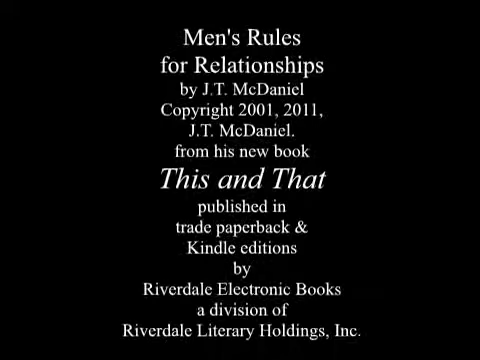 Men's Rules
for Relationships
by J.T. McDaniel
Copyright 2001, 2011,
J.T. McDaniel.
from his new book
This and That
published in
trade paperback &
Kindle editions
by
Riverdale Electronic Books
a division of
Riverdale Literary Holdings, Inc.